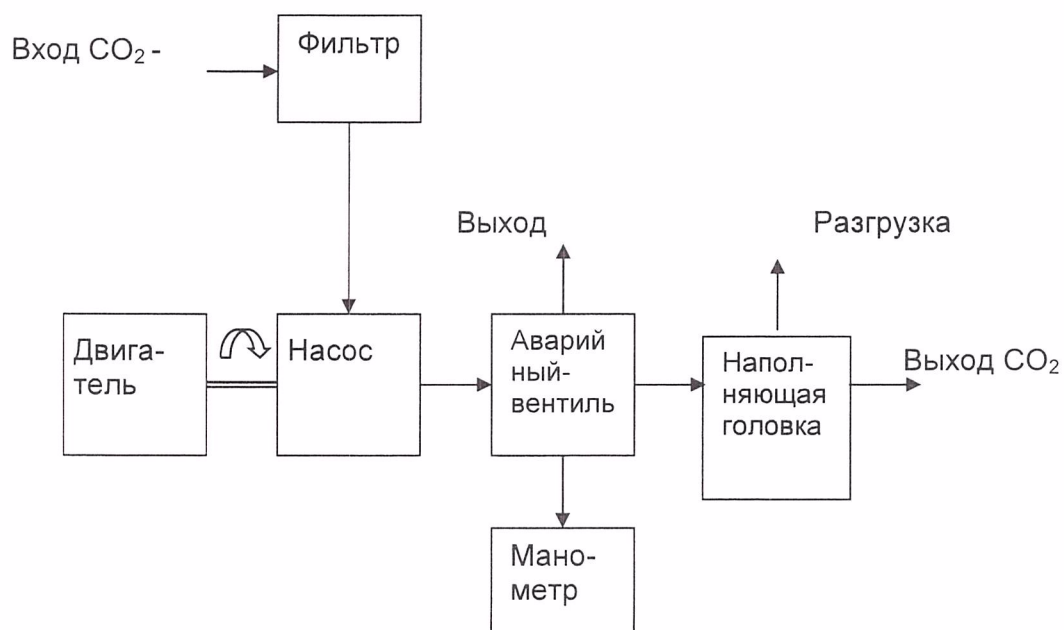 Вход CO₂ -
Фильтр
Выход
Разгрузка
Двига-
тель
Насос
Аварий
ный-
вентиль
Напол-
няющая
головка
Выход CO₂
Мано-
метр